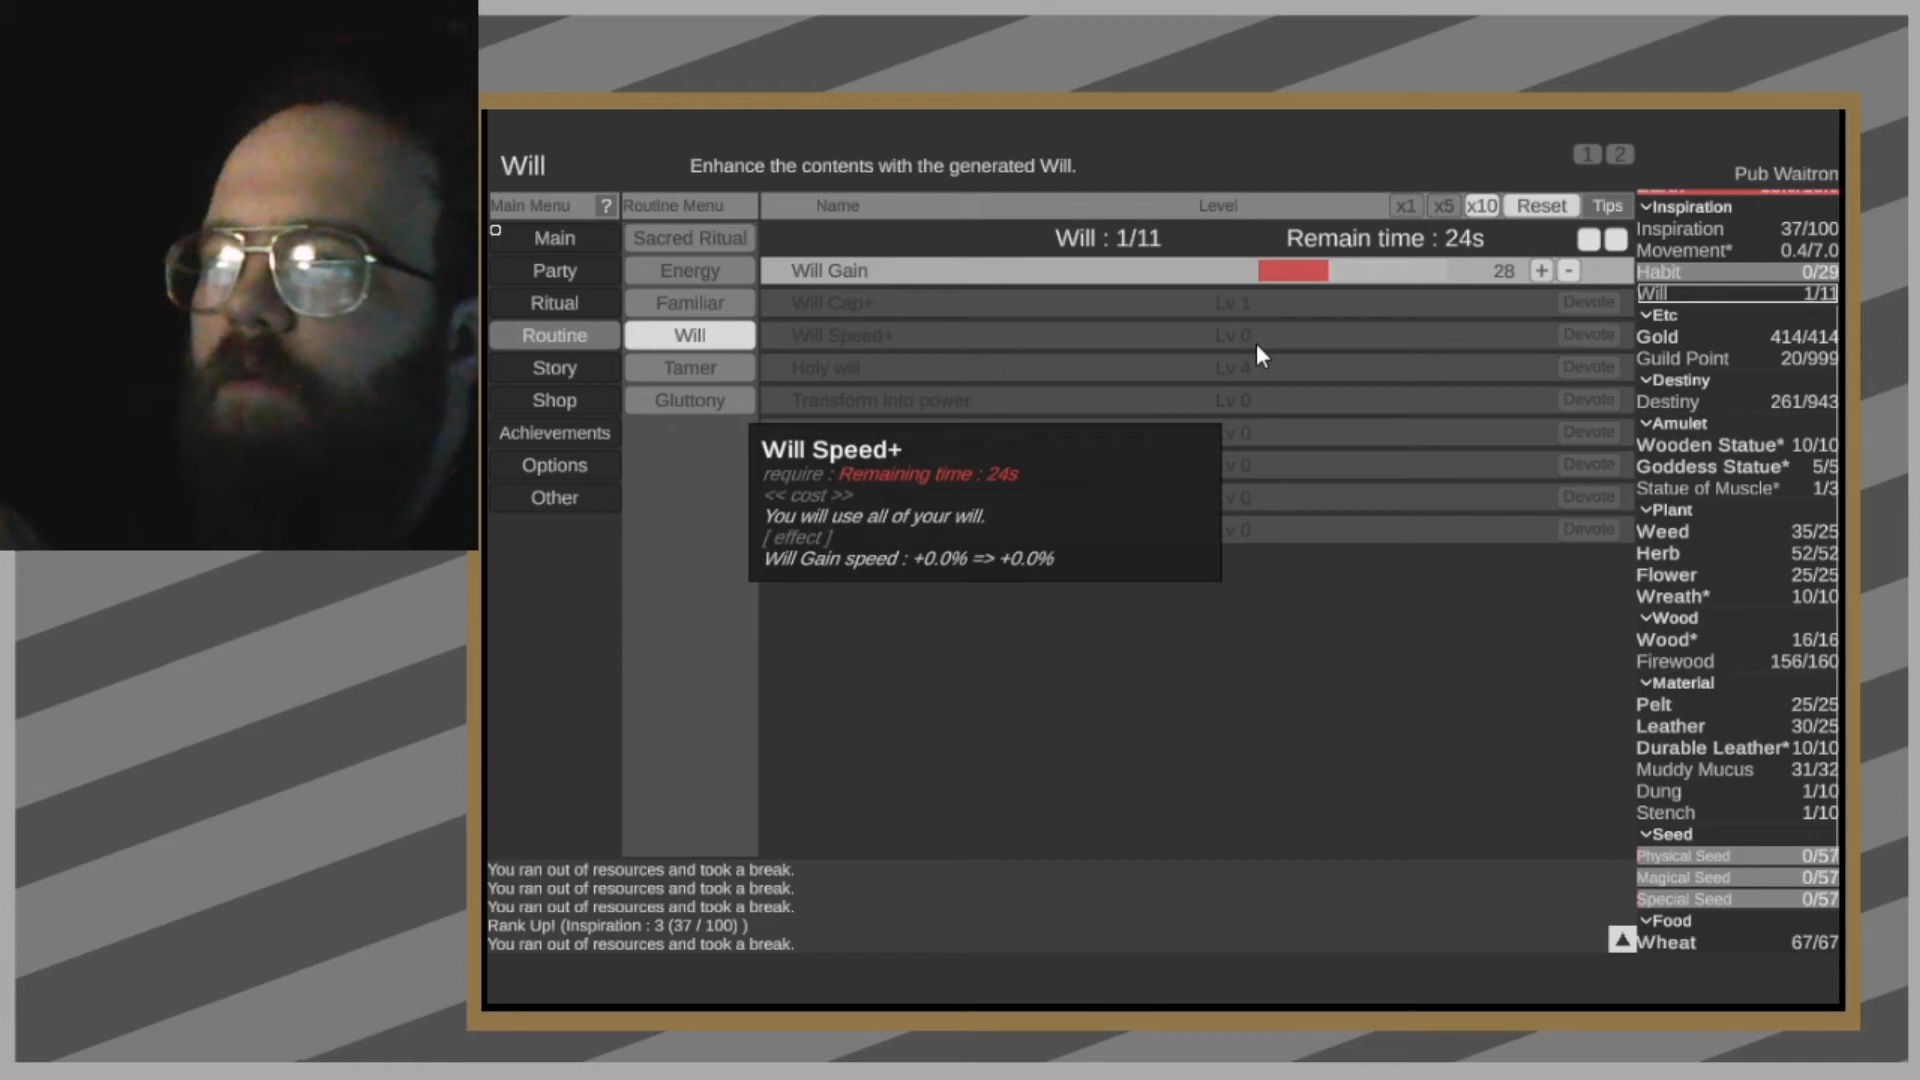 Will
Enhance the contents with the generated Will.
1 2
Pub Waitron
Main Menu ? Routine Menu Name Level x1 x5 x10 Reset Tips
Main
Party
Ritual
Routine
Story
Shop
Achievements
Options
Other
Sacred Ritual
Energy
Familiar
Will
Tamer
Gluttony
Will : 1/11 Remain time : 24s
Will Gain 28 + -
Will Cap+ Lv 1 Devote
Will Speed+ Lv 0 Devote
Holy will Lv 4 Devote
Transform into power Lv 0 Devote
Lv 0 Devote
Lv 0 Devote
Lv 0 Devote
Lv 0 Devote
Will Speed+
require : Remaining time : 24s
<< cost >>
You will use all of your will.
[ effect ]
Will Gain speed : +0.0% => +0.0%
Inspiration
Inspiration 37/100
Movement* 0.4/7.0
Habit 0/29
Will 1/11
Etc
Gold 414/414
Guild Point 20/999
Destiny
Destiny 261/943
Amulet
Wooden Statue* 10/10
Goddess Statue* 5/5
Statue of Muscle* 1/3
Plant
Weed 35/25
Herb 52/52
Flower 25/25
Wreath* 10/10
Wood
Wood* 16/16
Firewood 156/160
Material
Pelt 25/25
Leather 30/25
Durable Leather* 10/10
Muddy Mucus 31/32
Dung 1/10
Stench 1/10
Seed
Physical Seed 0/57
Magical Seed 0/57
Special Seed 0/57
Food
Wheat 67/67
You ran out of resources and took a break.
You ran out of resources and took a break.
You ran out of resources and took a break.
Rank Up! (Inspiration : 3 (37 / 100) )
You ran out of resources and took a break.